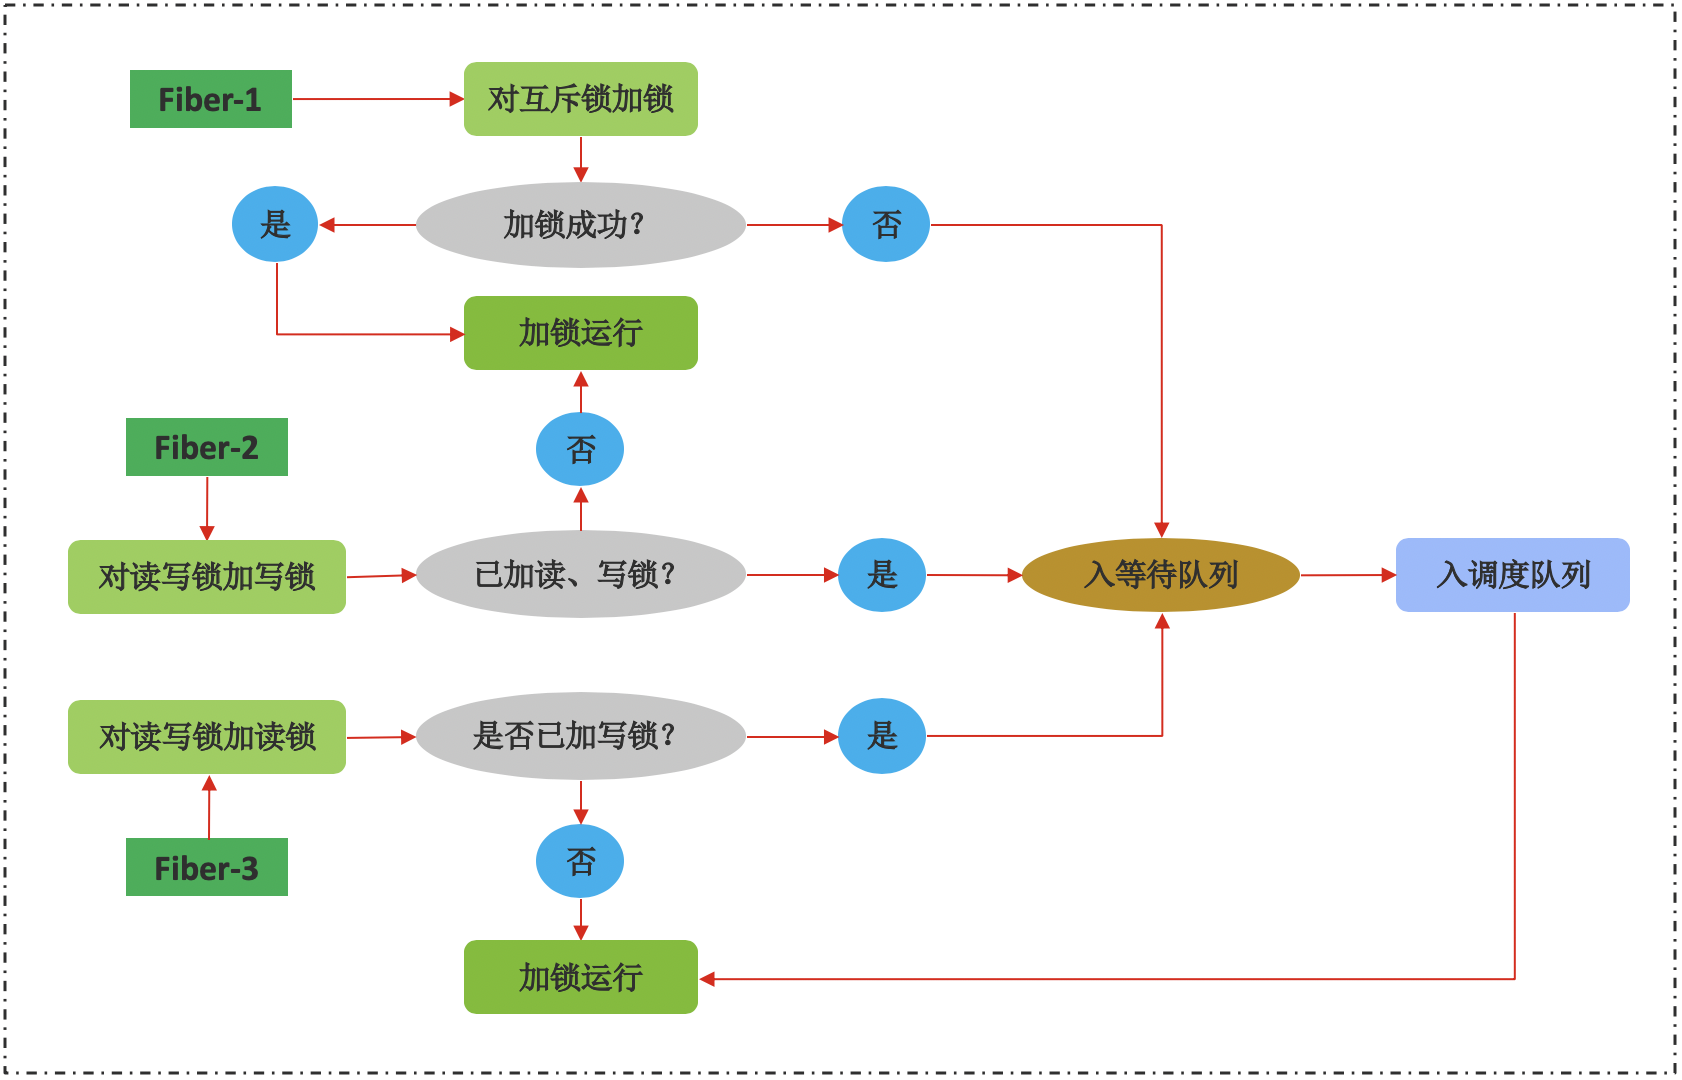 Fiber-1
对互斥锁加锁
是
加锁成功？
否
加锁运行
Fiber-2
否
对读写锁加写锁
已加读、写锁？
是
入等待队列
入调度队列
对读写锁加读锁
是否已加写锁？
是
Fiber-3
否
加锁运行